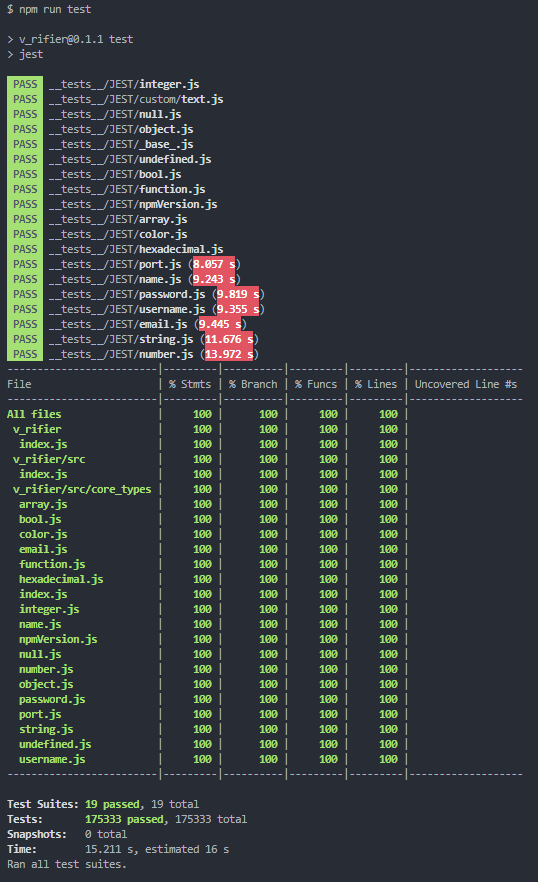 $ npm run test
> v_rifier@0.1.1 test
> jest
PASS __tests__/JEST/integer.js
PASS __tests__/JEST/custom/text.js
PASS __tests__/JEST/null.js
PASS __tests__/JEST/object.js
PASS __tests__/JEST/_base_.js
PASS __tests__/JEST/undefined.js
PASS __tests__/JEST/bool.js
PASS __tests__/JEST/function.js
PASS __tests__/JEST/npmVersion.js
PASS __tests__/JEST/array.js
PASS __tests__/JEST/color.js
PASS __tests__/JEST/hexadecimal.js
PASS __tests__/JEST/port.js (8.057 s)
PASS __tests__/JEST/name.js (9.243 s)
PASS __tests__/JEST/password.js (9.819 s)
PASS __tests__/JEST/username.js (9.355 s)
PASS __tests__/JEST/email.js (9.445 s)
PASS __tests__/JEST/string.js (11.676 s)
PASS __tests__/JEST/number.js (13.972 s)
-------------------------|---------|----------|---------|---------|-------------------
File | % Stmts | % Branch | % Funcs | % Lines | Uncovered Line #s
-------------------------|---------|----------|---------|---------|-------------------
All files | 100 | 100 | 100 | 100 |
v_rifier | 100 | 100 | 100 | 100 |
index.js | 100 | 100 | 100 | 100 |
v_rifier/src | 100 | 100 | 100 | 100 |
index.js | 100 | 100 | 100 | 100 |
v_rifier/src/core_types | 100 | 100 | 100 | 100 |
array.js | 100 | 100 | 100 | 100 |
bool.js | 100 | 100 | 100 | 100 |
color.js | 100 | 100 | 100 | 100 |
email.js | 100 | 100 | 100 | 100 |
function.js | 100 | 100 | 100 | 100 |
hexadecimal.js | 100 | 100 | 100 | 100 |
index.js | 100 | 100 | 100 | 100 |
integer.js | 100 | 100 | 100 | 100 |
name.js | 100 | 100 | 100 | 100 |
npmVersion.js | 100 | 100 | 100 | 100 |
null.js | 100 | 100 | 100 | 100 |
number.js | 100 | 100 | 100 | 100 |
object.js | 100 | 100 | 100 | 100 |
password.js | 100 | 100 | 100 | 100 |
port.js | 100 | 100 | 100 | 100 |
string.js | 100 | 100 | 100 | 100 |
undefined.js | 100 | 100 | 100 | 100 |
username.js | 100 | 100 | 100 | 100 |
-------------------------|---------|----------|---------|---------|-------------------
Test Suites: 19 passed, 19 total
Tests: 175333 passed, 175333 total
Snapshots: 0 total
Time: 15.211 s, estimated 16 s
Ran all test suites.